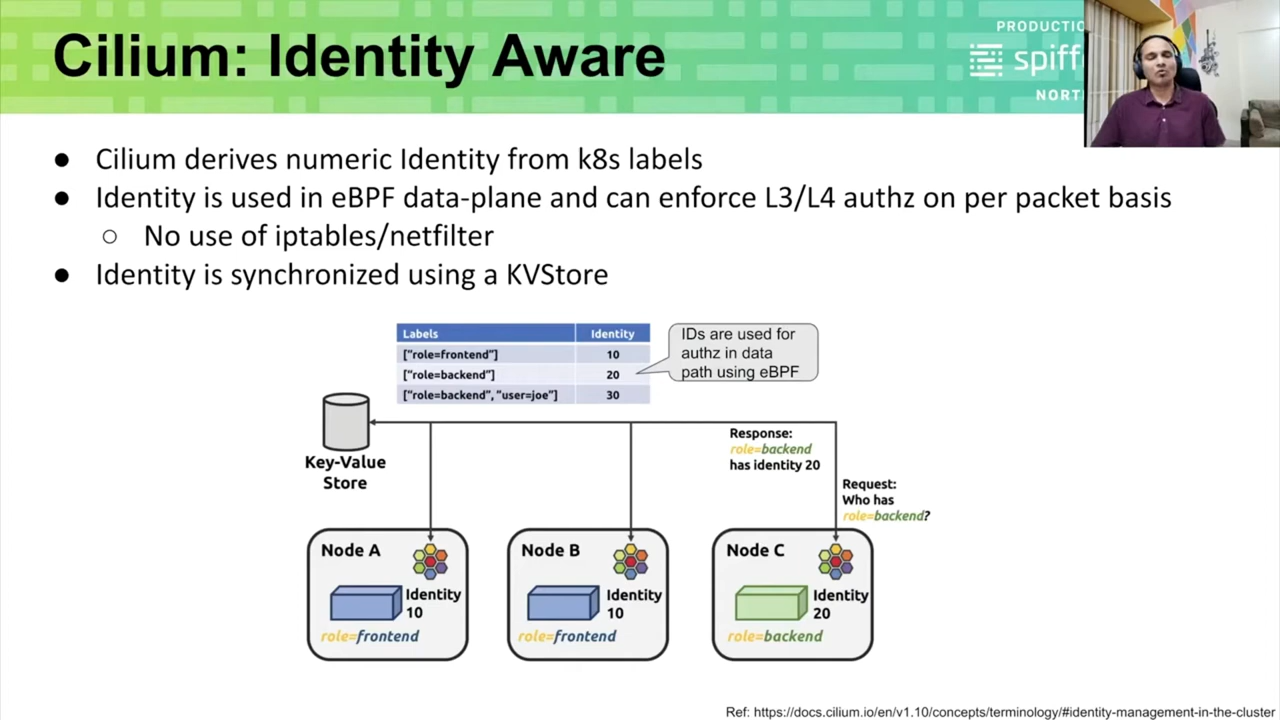 Cilium: Identity Aware
PRODUCTIO
spiff
NORT
● Cilium derives numeric Identity from k8s labels
● Identity is used in eBPF data-plane and can enforce L3/L4 authz on per packet basis
○ No use of iptables/netfilter
● Identity is synchronized using a KVStore
Labels Identity
["role=frontend"] 10
["role=backend"] 20
["role=backend", "user=joe"] 30
IDs are used for
authz in data
path using eBPF
Key-Value
Store
Response:
role=backend
has identity 20
Request:
Who has
role=backend?
Node A
Identity
10
role=frontend
Node B
Identity
10
role=frontend
Node C
Identity
20
role=backend
Ref: https://docs.cilium.io/en/v1.10/concepts/terminology/#identity-management-in-the-cluster